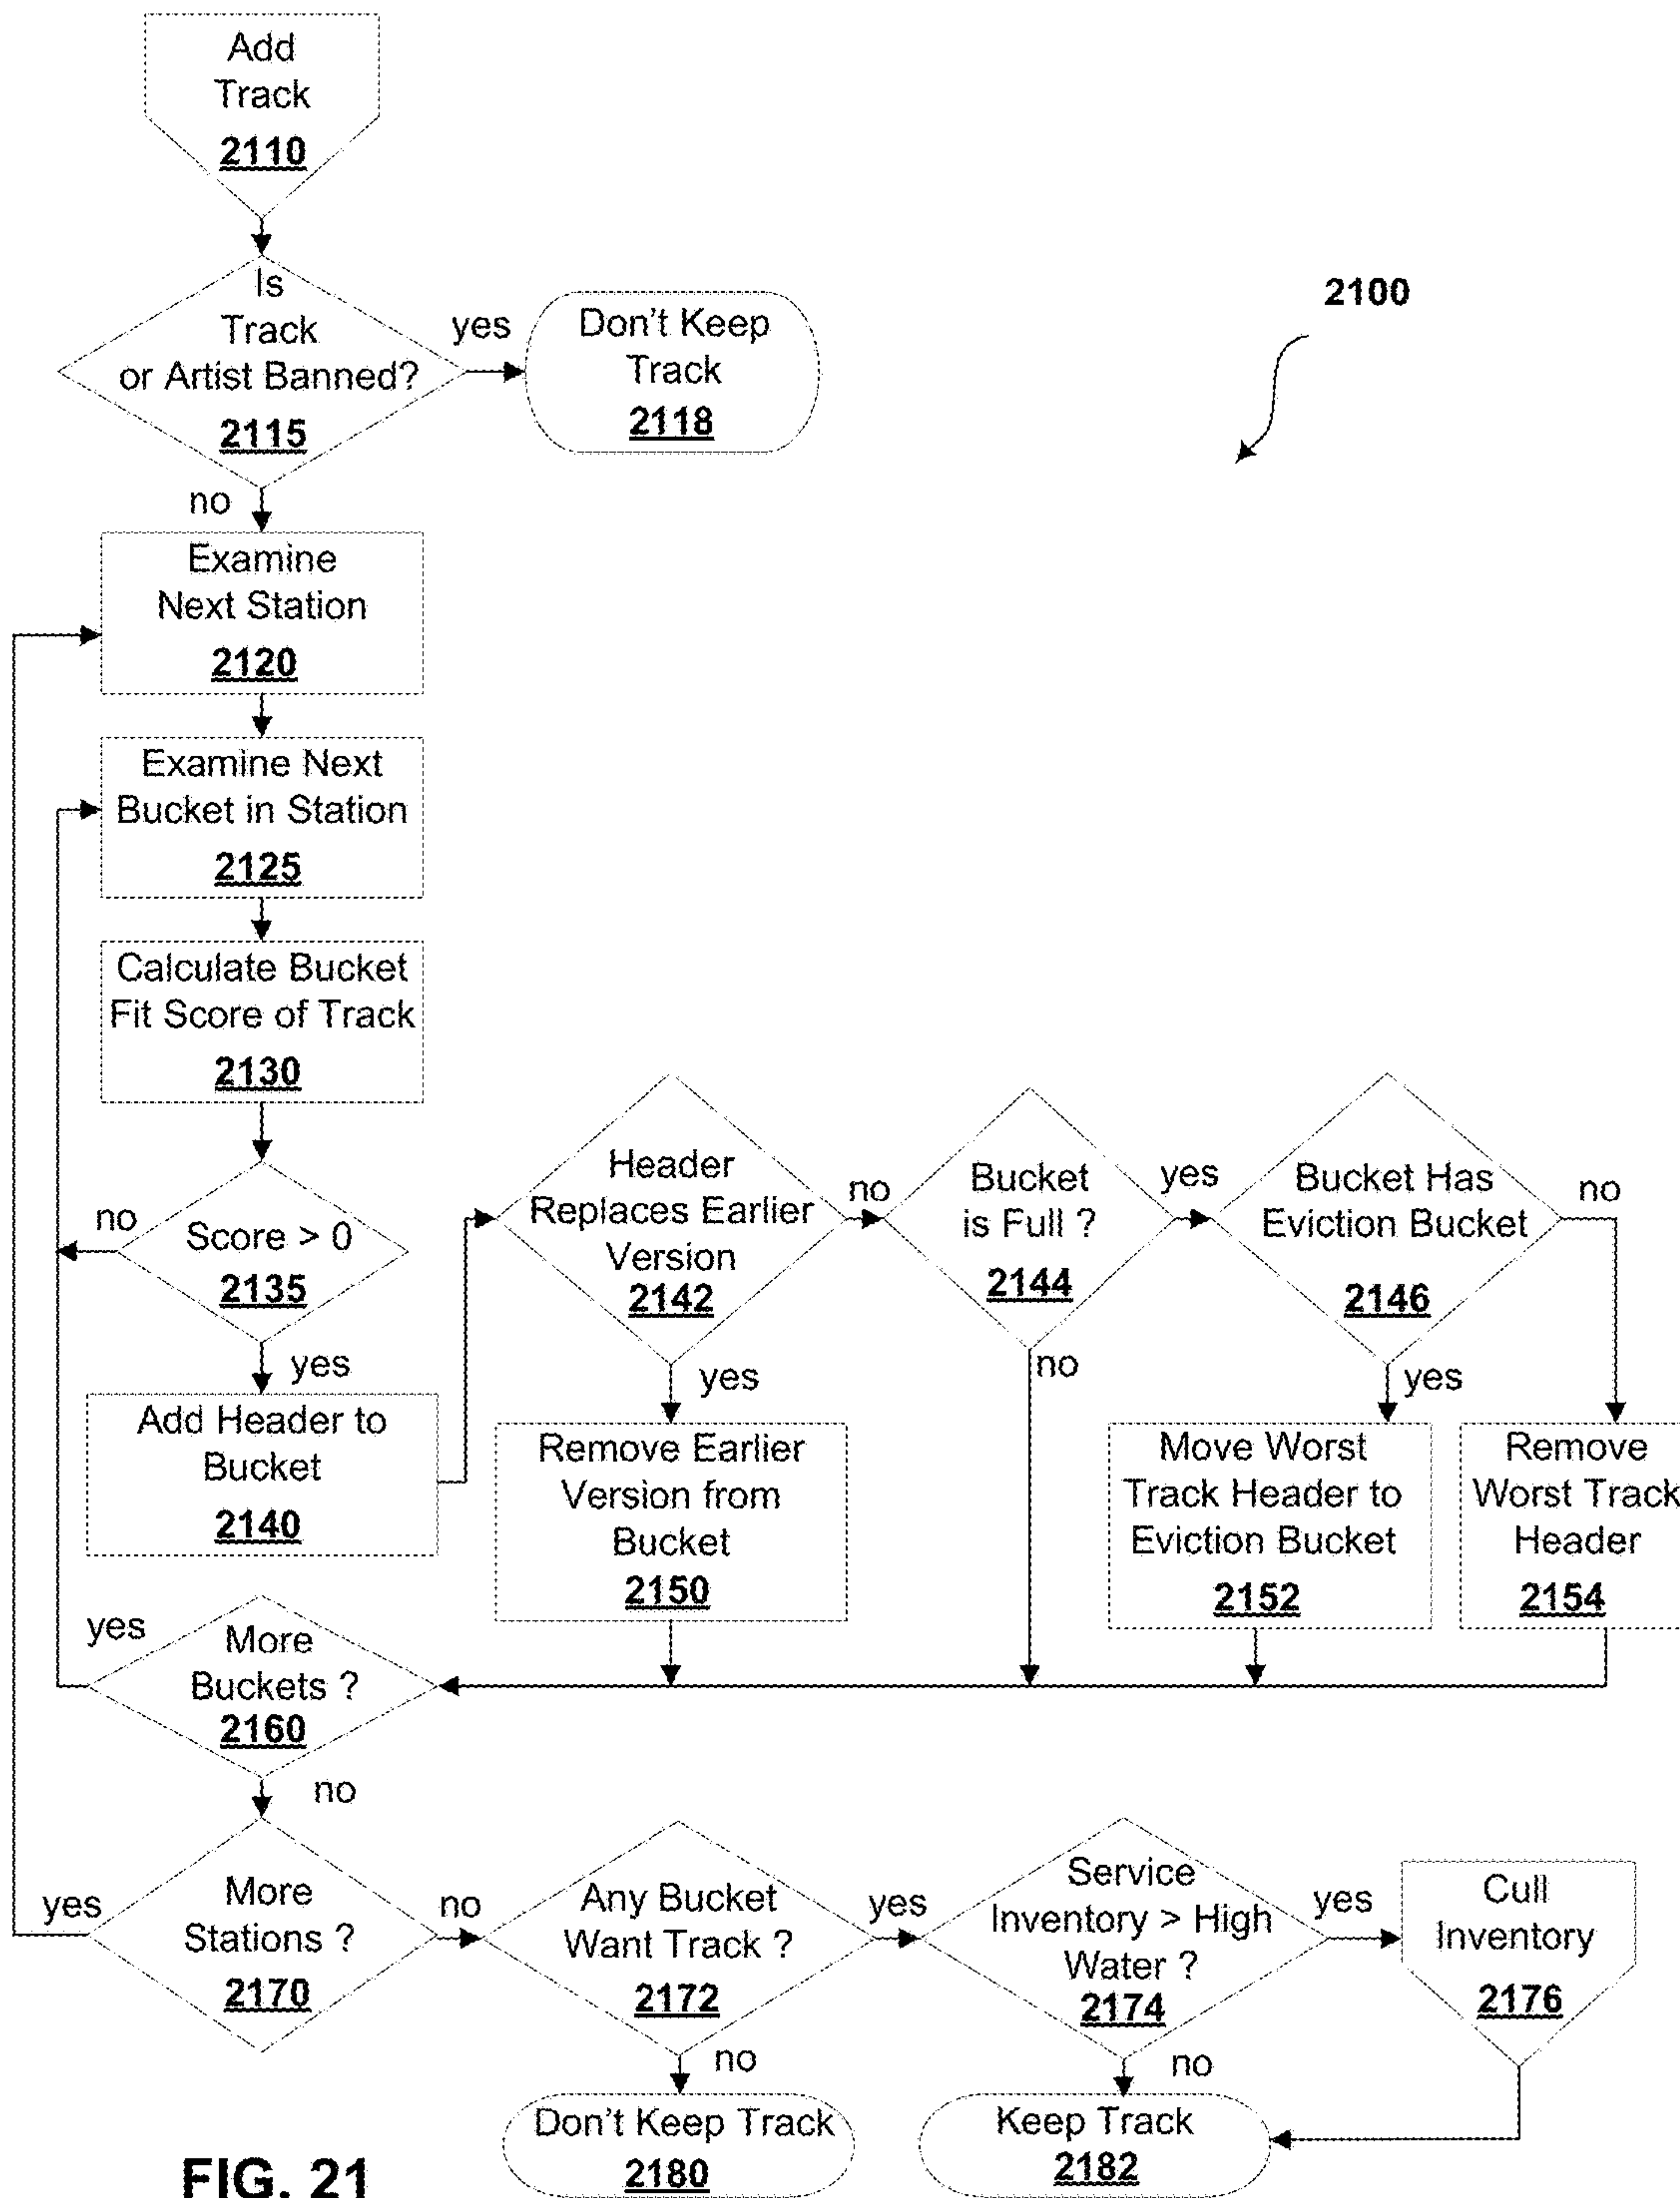 Add
Track
2110
Is
Track
or Artist Banned?
2115
yes
Don't Keep
Track
2118
2100
no
Examine
Next Station
2120
Examine Next
Bucket in Station
2125
Calculate Bucket
Fit Score of Track
2130
Score > 0
2135
no
yes
Header
Replaces Earlier
Version
2142
no
Bucket
is Full ?
2144
yes
Bucket Has
Eviction Bucket
2146
no
yes
no
yes
Add Header to
Bucket
2140
Remove Earlier
Version from
Bucket
2150
Move Worst
Track Header to
Eviction Bucket
2152
Remove
Worst Track
Header
2154
yes
More
Buckets ?
2160
no
yes
More
Stations ?
2170
no
Any Bucket
Want Track ?
2172
yes
Service
Inventory > High
Water ?
2174
yes
Cull
Inventory
2176
no
no
Don't Keep Track
2180
Keep Track
2182
FIG. 21